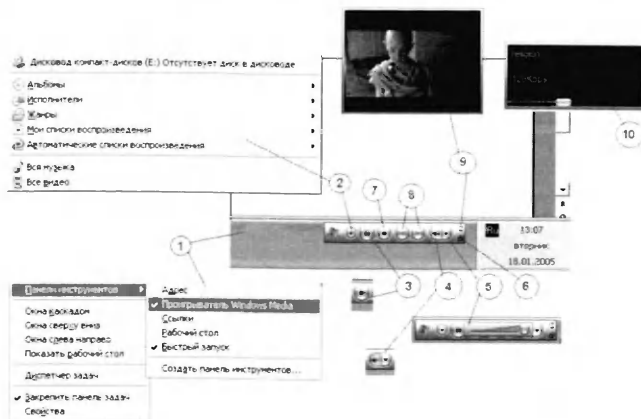 Дисковод компакт-дисков (E:) Отсутствует диск в дисководе
Альбомы
Исполнители
Жанры
Мои списки воспроизведения
Автоматические списки воспроизведения
Вся музыка
Все видео
10
9
2
7
8
1
Ru
13:07
вторник
18.01.2005
3
4
5
6
Панели инструментов
Окна каскадом
Окна сверху вниз
Окна слева направо
Показать рабочий стол
Диспетчер задач
Закрепить панель задач
Свойства
Адрес
Проигрыватель Windows Media
Ссылки
Рабочий стол
Быстрый запуск
Создать панель инструментов...